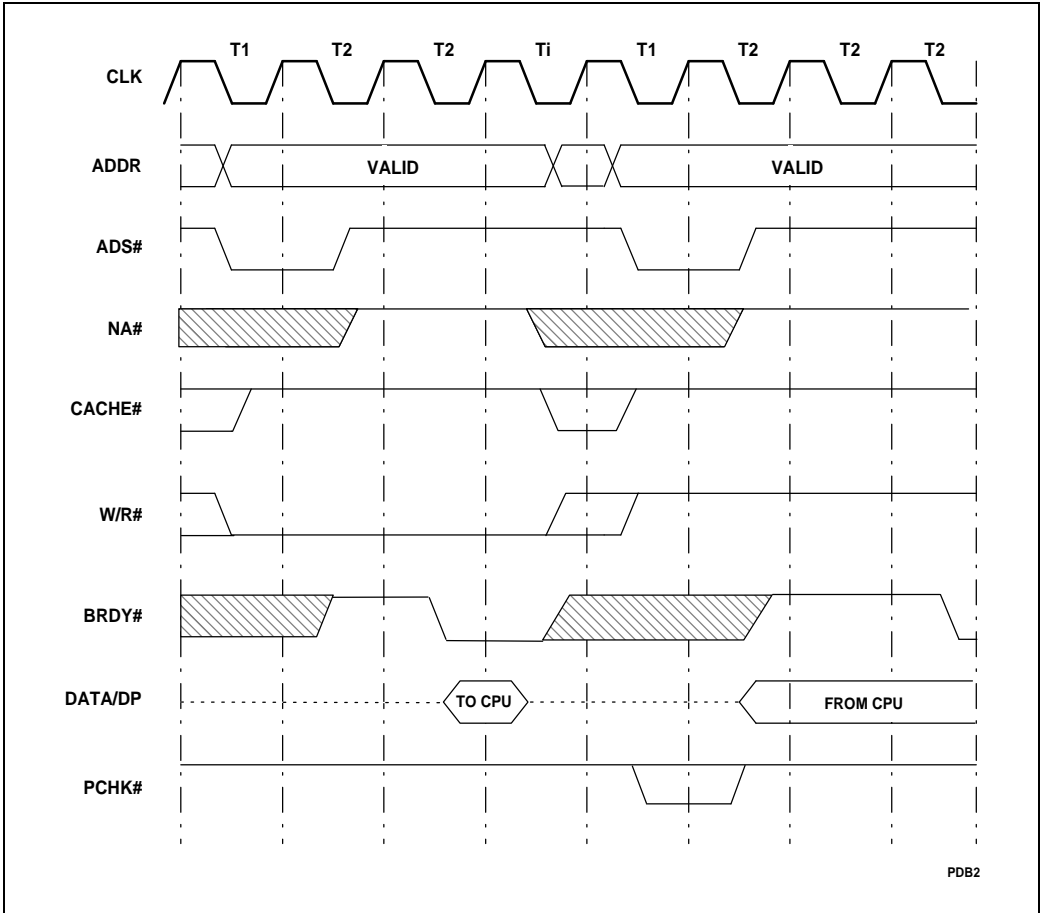 T1 T2 T2 Ti T1 T2 T2 T2
CLK
ADDR VALID VALID
ADS#
NA#
CACHE#
W/R#
BRDY#
DATA/DP TO CPU FROM CPU
PCHK#
PDB2